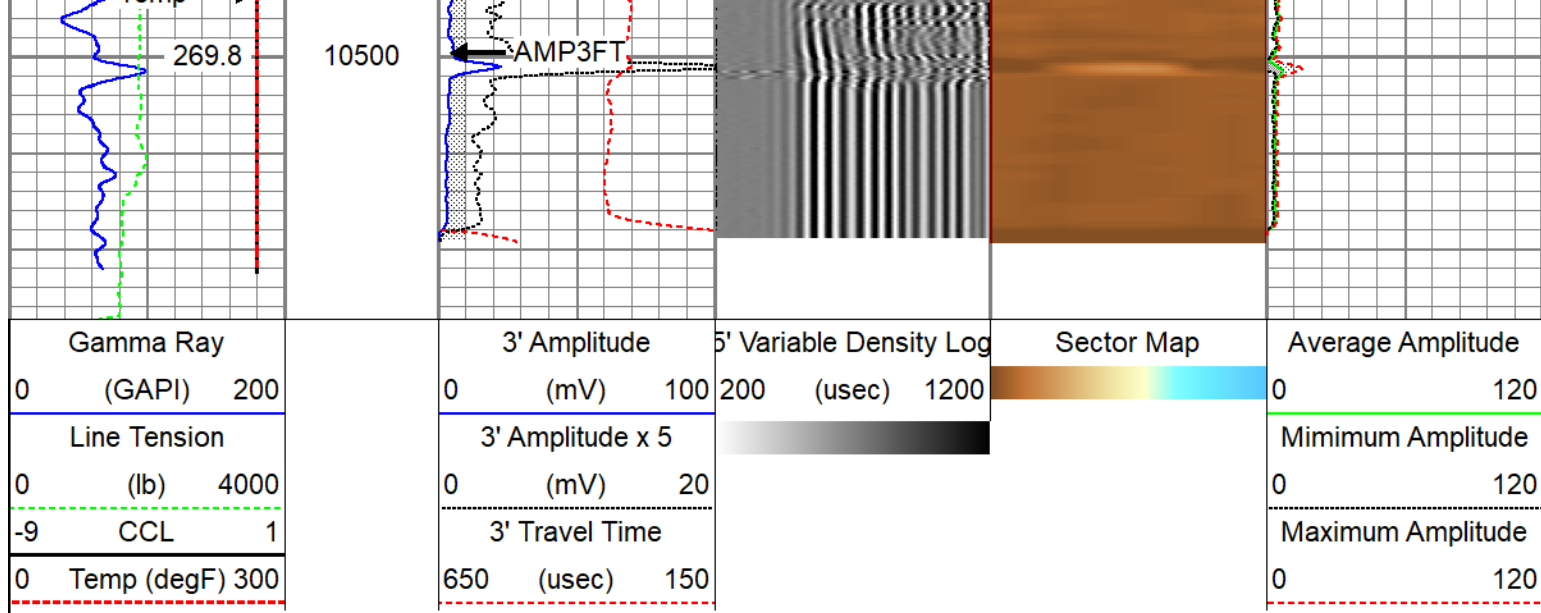 Temp
269.8
10500
AMP3FT
Gamma Ray
0 (GAPI) 200
Line Tension
0 (lb) 4000
-9 CCL 1
0 Temp (degF) 300
3' Amplitude
0 (mV) 100
3' Amplitude x 5
0 (mV) 20
3' Travel Time
650 (usec) 150
5' Variable Density Log
200 (usec) 1200
Sector Map
Average Amplitude
0 120
Mimimum Amplitude
0 120
Maximum Amplitude
0 120